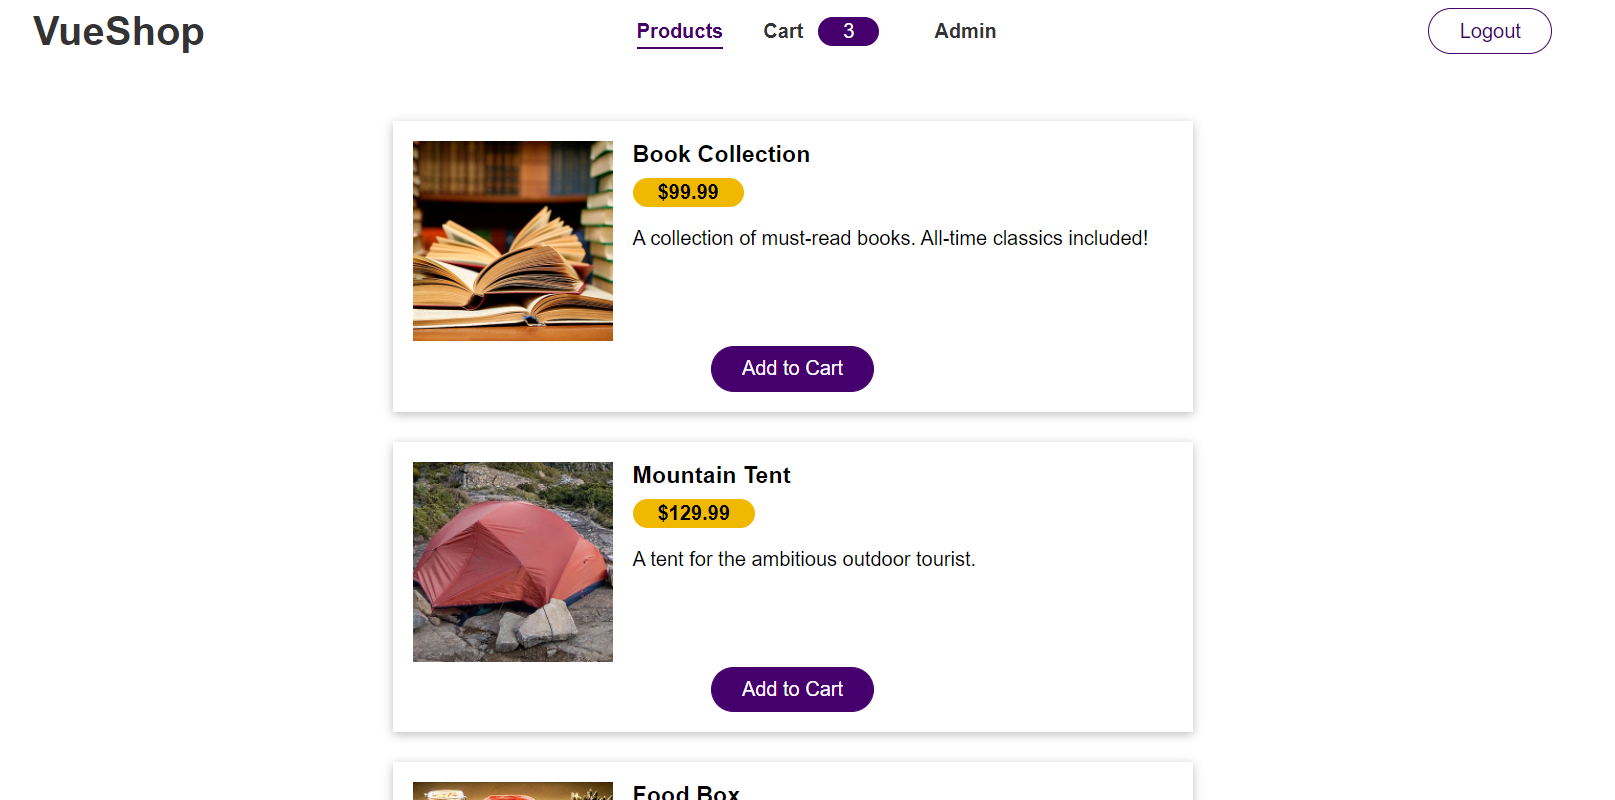 VueShop
Products Cart 3 Admin
Logout
Book Collection
$99.99
A collection of must-read books. All-time classics included!
Add to Cart
Mountain Tent
$129.99
A tent for the ambitious outdoor tourist.
Add to Cart
Food Box